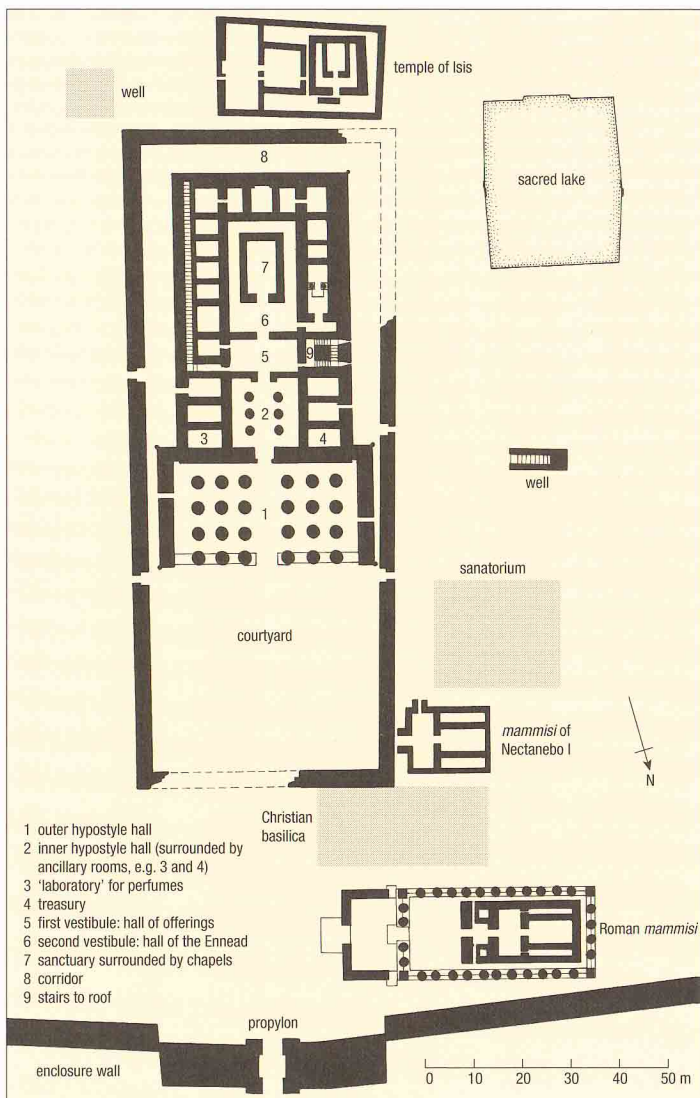 temple of Isis
well
8
sacred lake
7
6
5
9
2
3
4
1
well
sanatorium
courtyard
mammisi of
Nectanebo I
N
Christian
basilica
1 outer hypostyle hall
2 inner hypostyle hall (surrounded by
ancillary rooms, e.g. 3 and 4)
3 ‘laboratory’ for perfumes
4 treasury
5 first vestibule: hall of offerings
6 second vestibule: hall of the Ennead
7 sanctuary surrounded by chapels
8 corridor
9 stairs to roof
Roman mammisi
propylon
enclosure wall
0 10 20 30 40 50 m